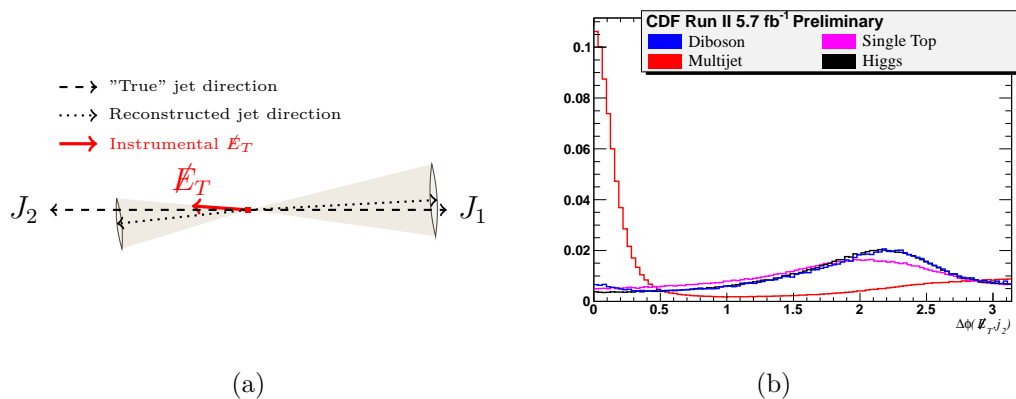 "True" jet direction
Reconstructed jet direction
Instrumental E̸_T
E̸_T
J_2
J_1
(a)
CDF Run II 5.7 fb^-1 Preliminary
Diboson Single Top
Multijet Higgs
0.1
0.08
0.06
0.04
0.02
0
0 0.5 1 1.5 2 2.5 3
Δϕ(E̸_T,j_2)
(b)